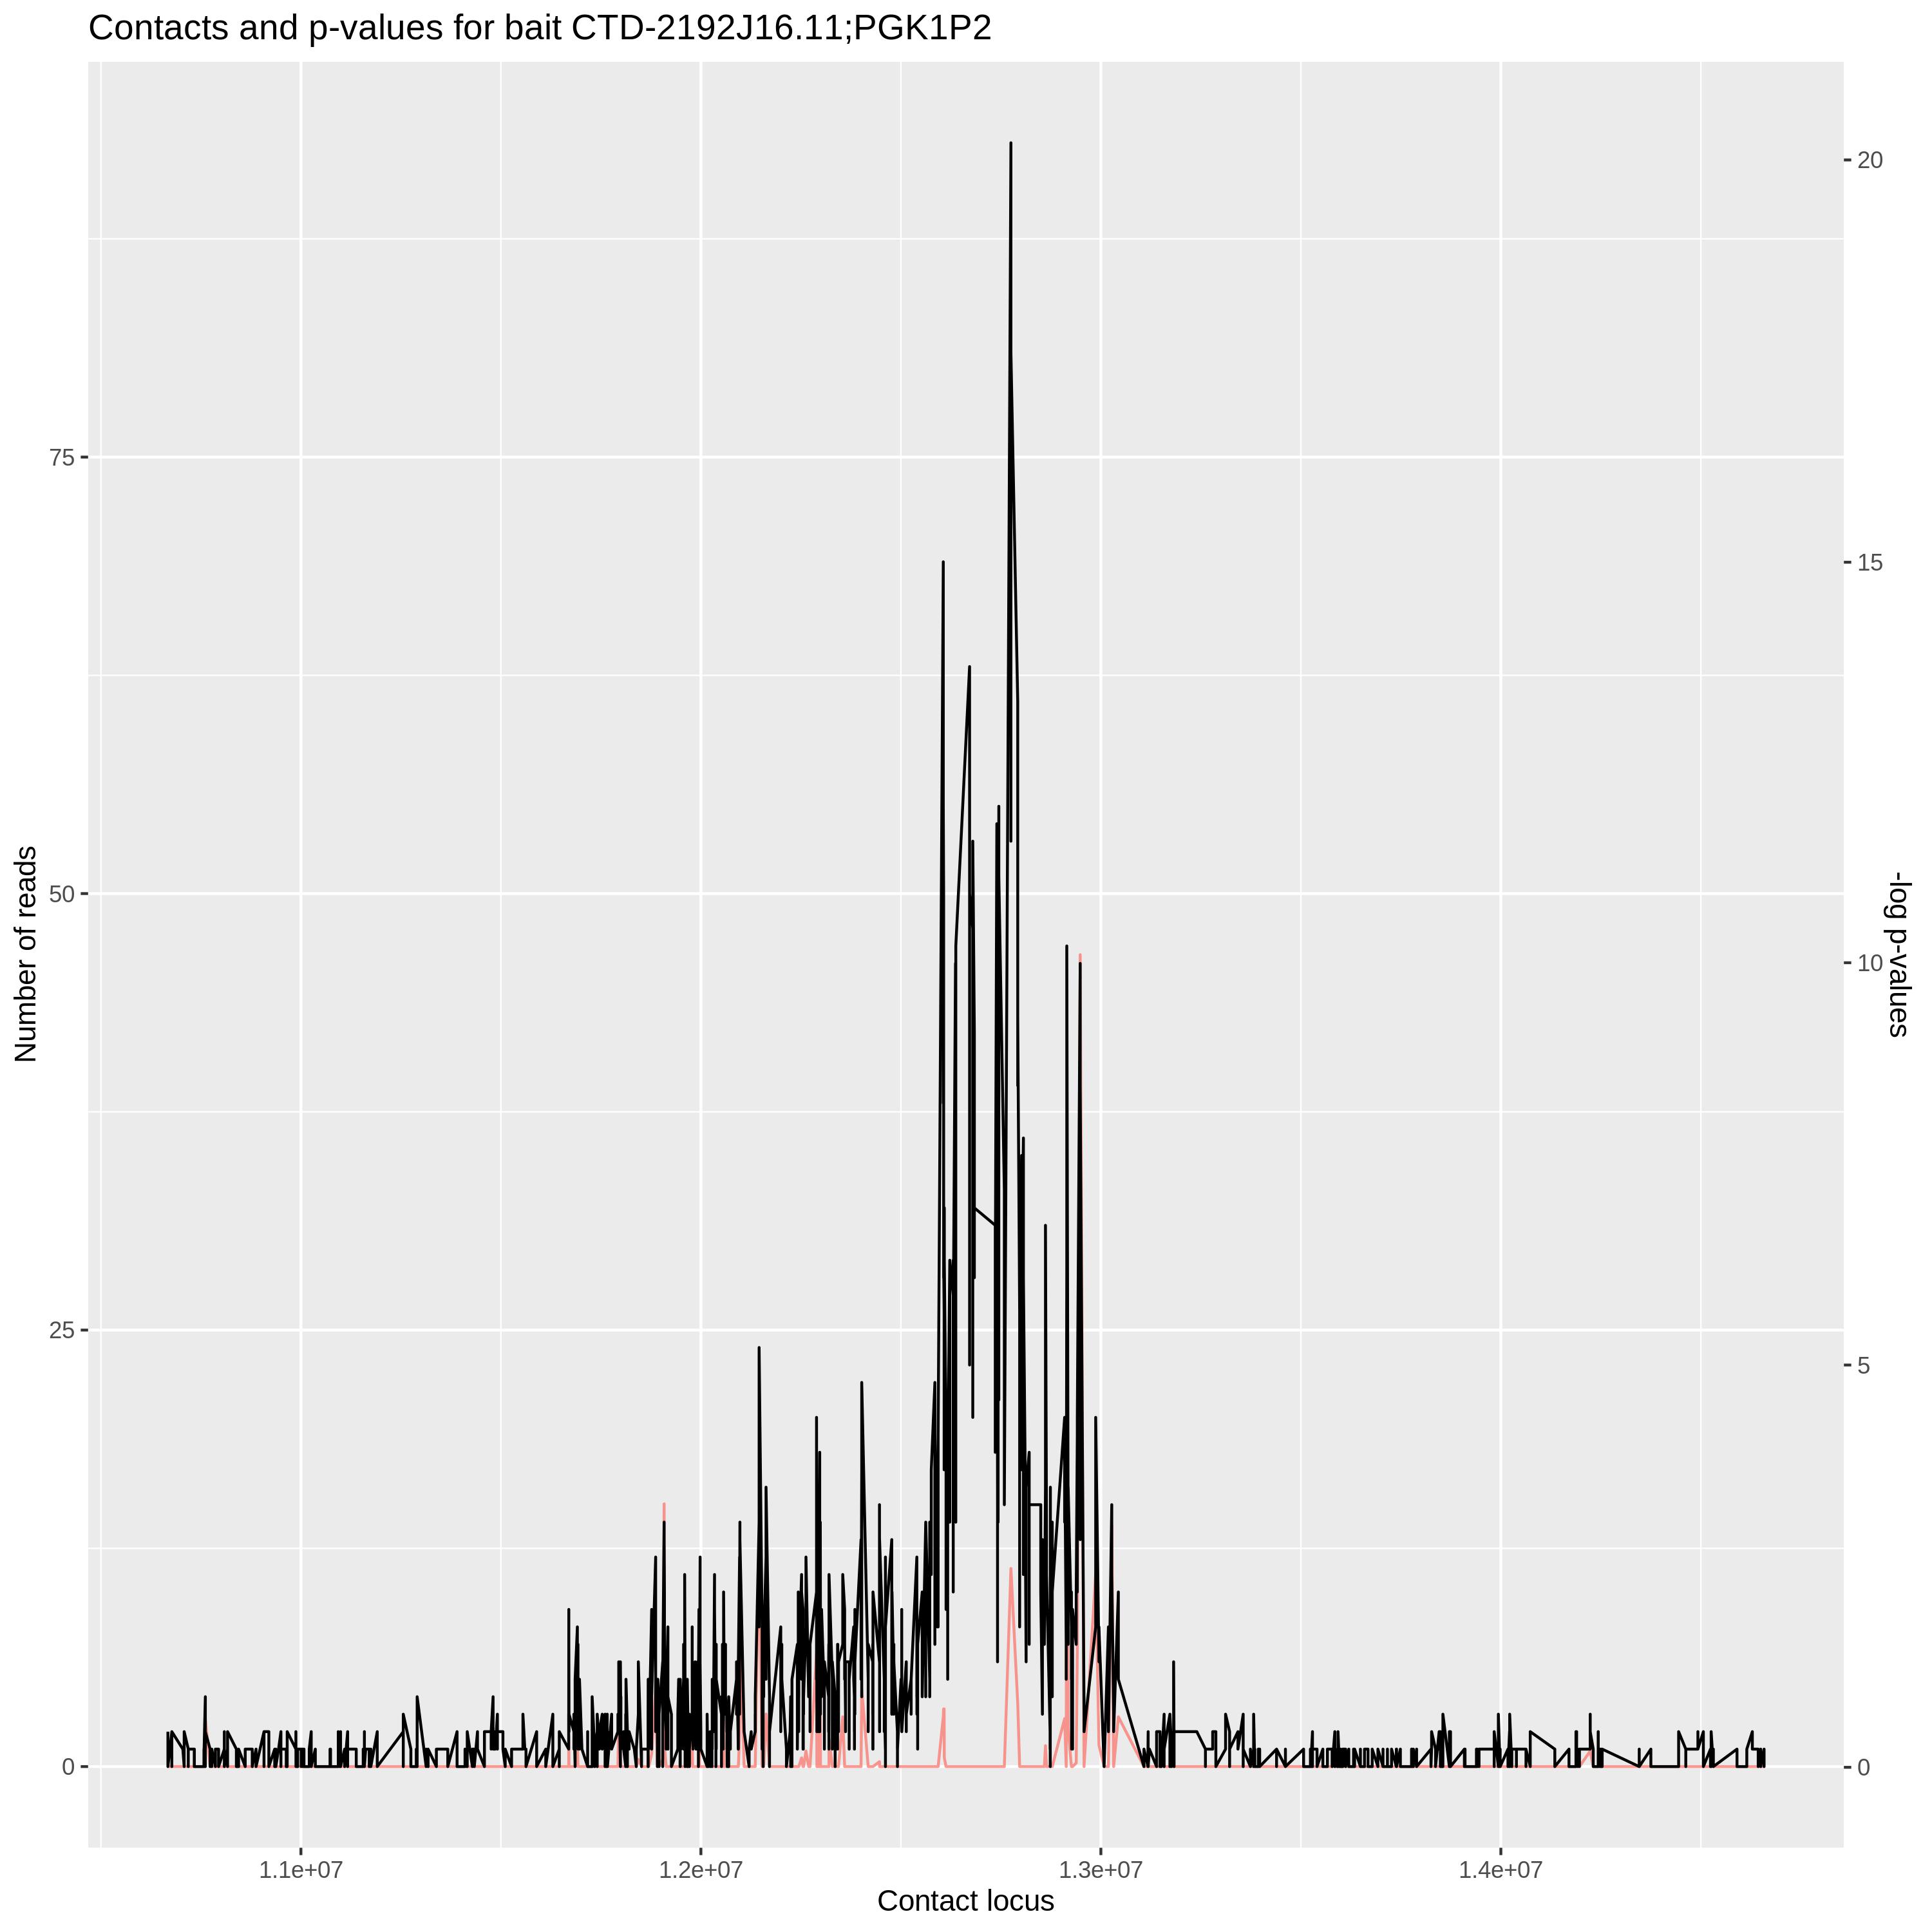 Contacts and p-values for bait CTD-2192J16.11;PGK1P2
Number of reads
75
50
25
0
20
15
10
5
0
-log p-values
1.1e+07
1.2e+07
1.3e+07
1.4e+07
Contact locus